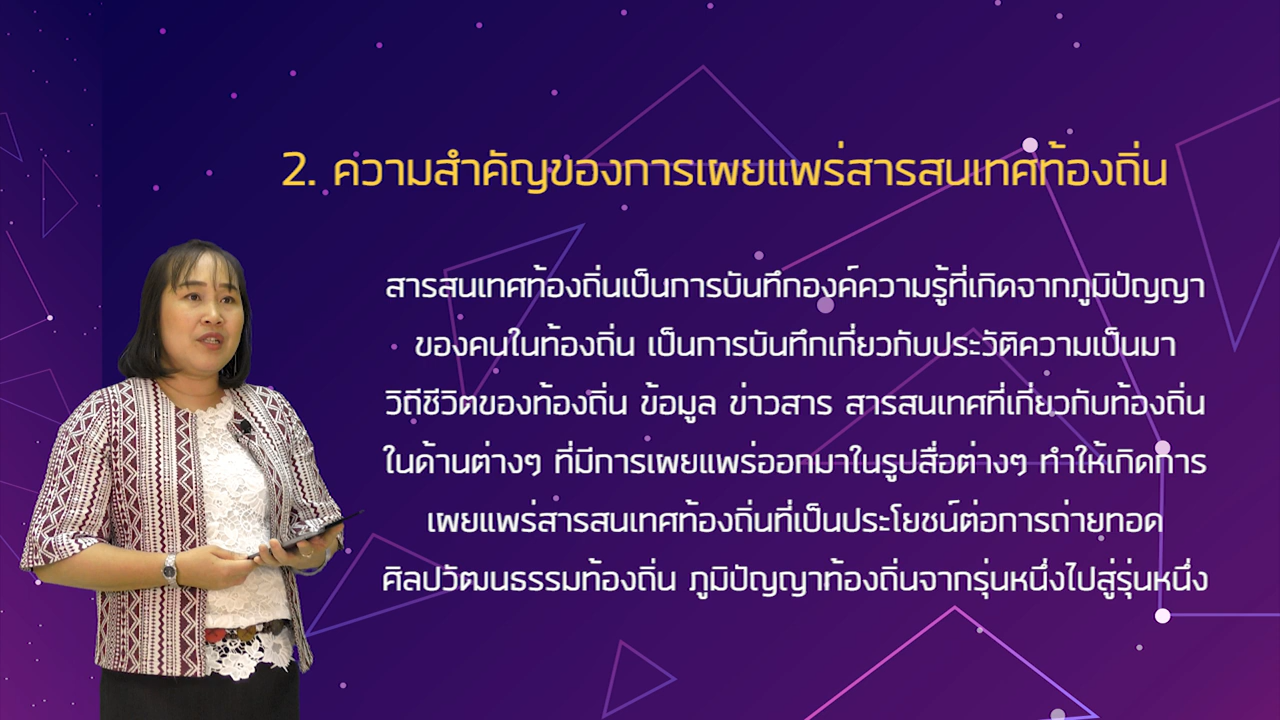 2. ความสำคัญของการเผยแพร่สารสนเทศท้องถิ่น
สารสนเทศท้องถิ่นเป็นการบันทึกองค์ความรู้ที่เกิดจากภูมิปัญญา
ของคนในท้องถิ่น เป็นการบันทึกเกี่ยวกับประวัติความเป็นมา
วิถีชีวิตของท้องถิ่น ข้อมูล ข่าวสาร สารสนเทศที่เกี่ยวกับท้องถิ่น
ในด้านต่างๆ ที่มีการเผยแพร่ออกมาในรูปสื่อต่างๆ ทำให้เกิดการ
เผยแพร่สารสนเทศท้องถิ่นที่เป็นประโยชน์ต่อการถ่ายทอด
ศิลปวัฒนธรรมท้องถิ่น ภูมิปัญญาท้องถิ่นจากรุ่นหนึ่งไปสู่รุ่นหนึ่ง